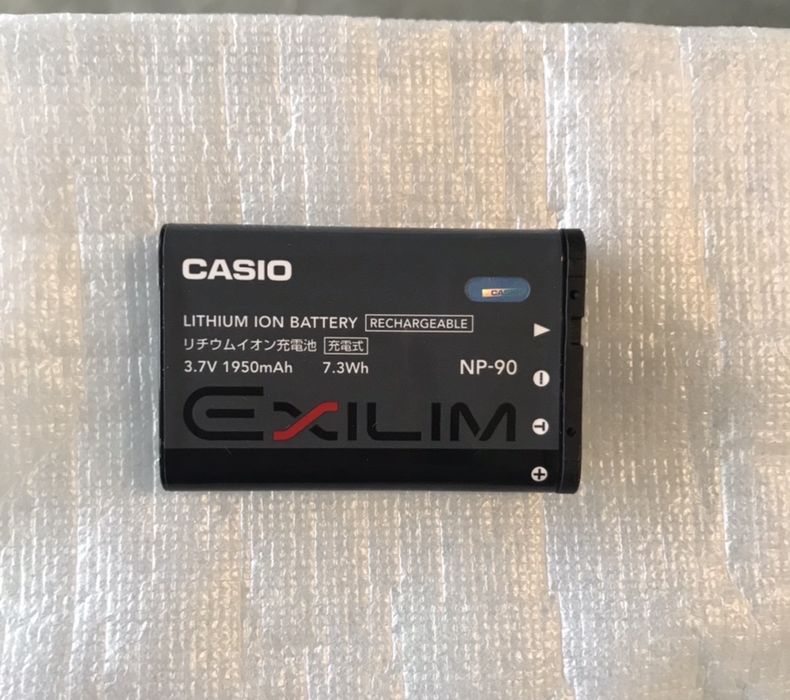 CASIO
CASIO
LITHIUM ION BATTERY RECHARGEABLE
リチウムイオン充電池 充電式
3.7V 1950mAh 7.3Wh NP-90
EXILIM
T
+